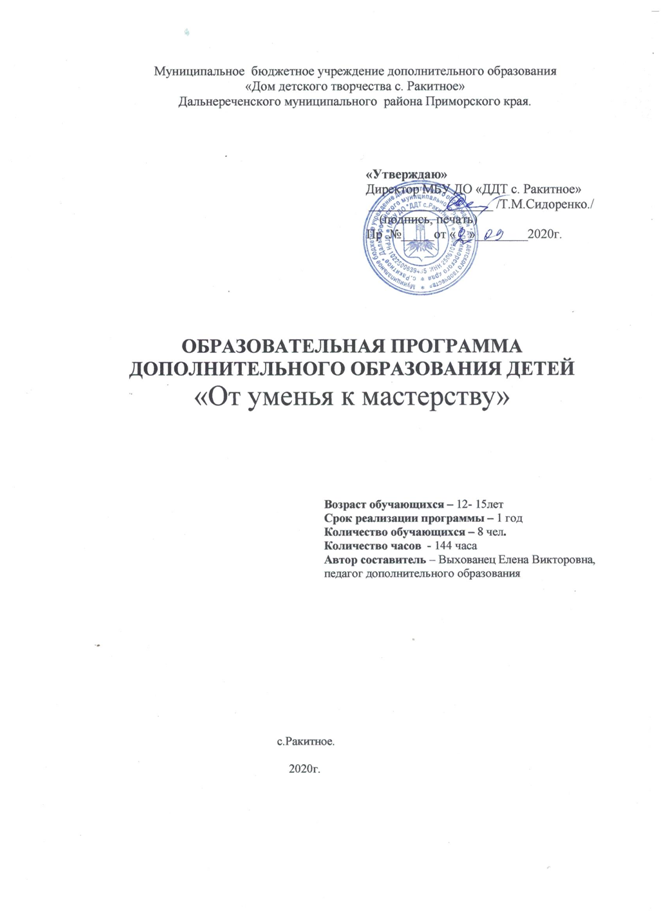 Муниципальное бюджетное учреждение дополнительного образования
«Дом детского творчества с. Ракитное»
Дальнереченского муниципального района Приморского края.
«Утверждаю»
Директор МБУ ДО «ДДТ с. Ракитное»
/Т.М.Сидоренко./
(подпись, печать)
Пр. №_____от « » 09 2020г.
ОБРАЗОВАТЕЛЬНАЯ ПРОГРАММА
ДОПОЛНИТЕЛЬНОГО ОБРАЗОВАНИЯ ДЕТЕЙ
«От уменья к мастерству»
Возраст обучающихся – 12- 15лет
Срок реализации программы – 1 год
Количество обучающихся – 8 чел.
Количество часов - 144 часа
Автор составитель – Выхованец Елена Викторовна,
педагог дополнительного образования
с.Ракитное.
2020г.